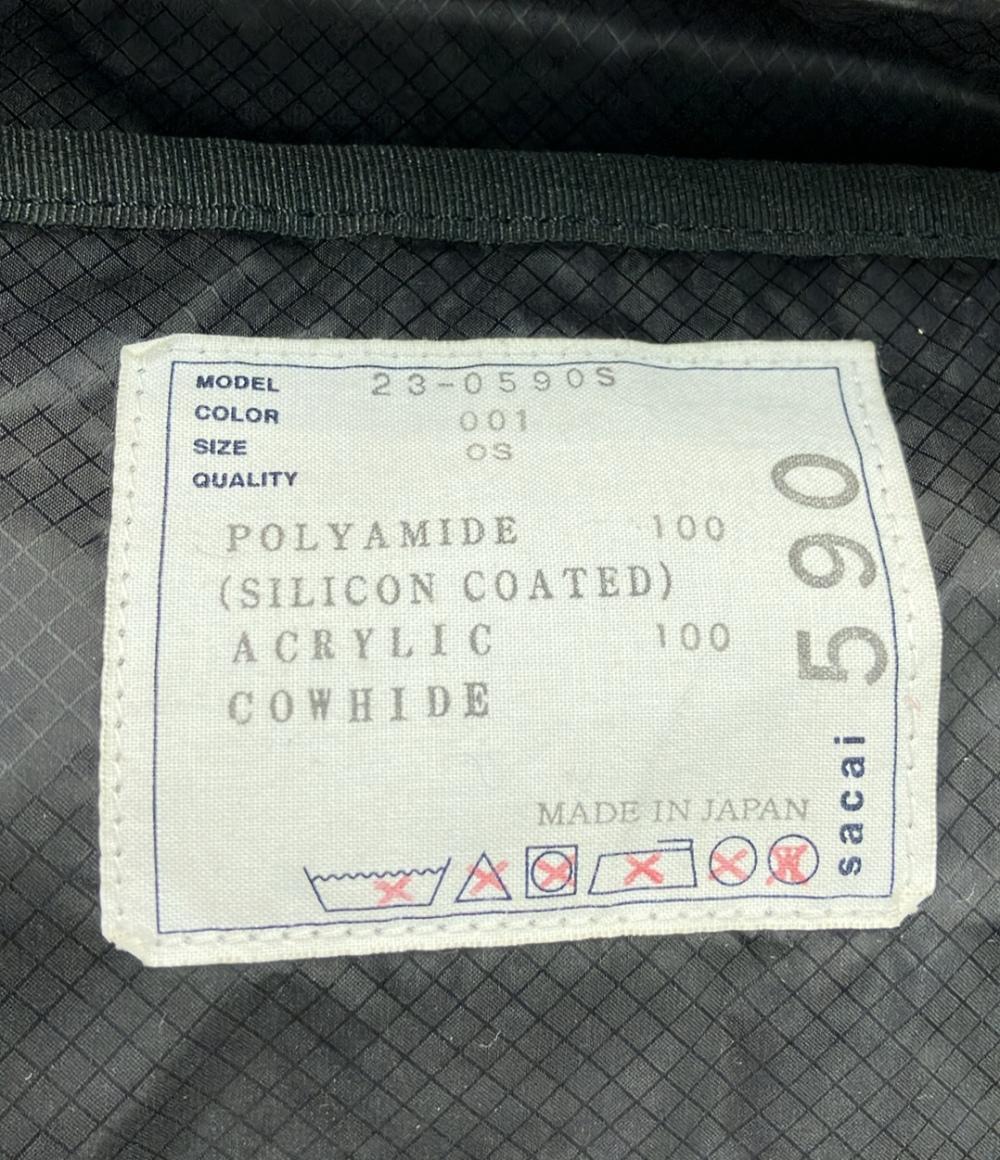 MODEL 23-0590S
COLOR 001
SIZE OS
QUALITY
POLYAMIDE 100
(SILICON COATED)
ACRYLIC 100
COWHIDE
MADE IN JAPAN
W
sacai 590